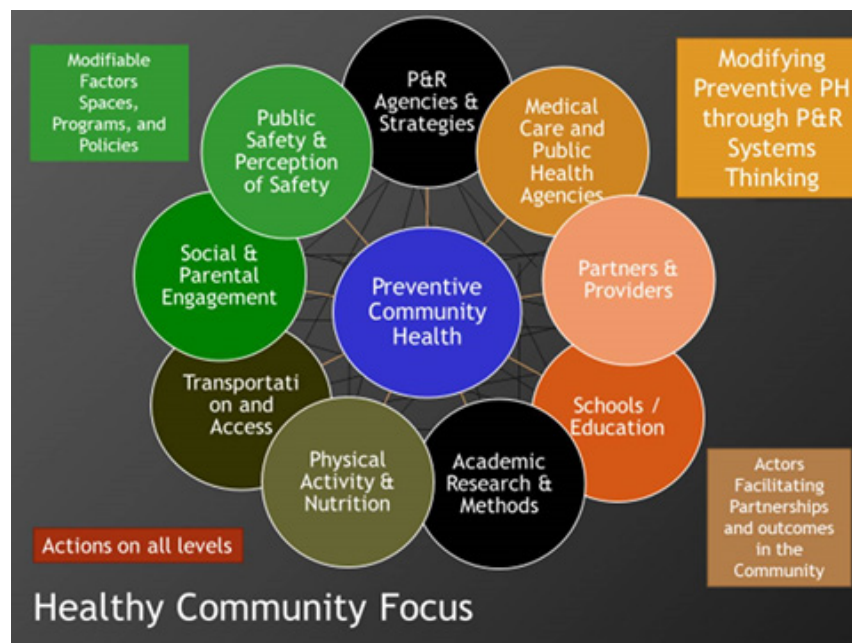 Modifiable
Factors
Spaces,
Programs, and
Policies
P&R
Agencies &
Strategies
Modifying
Preventive PH
through P&R
Systems
Thinking
Public
Safety &
Perception
of Safety
Medical
Care and
Public
Health
Agencies
Social &
Parental
Engagement
Preventive
Community
Health
Partners &
Providers
Transportati
on and
Access
Schools /
Education
Physical
Activity &
Nutrition
Academic
Research &
Methods
Actors
Facilitating
Partnerships
and outcomes
in the
Community
Actions on all levels
Healthy Community Focus